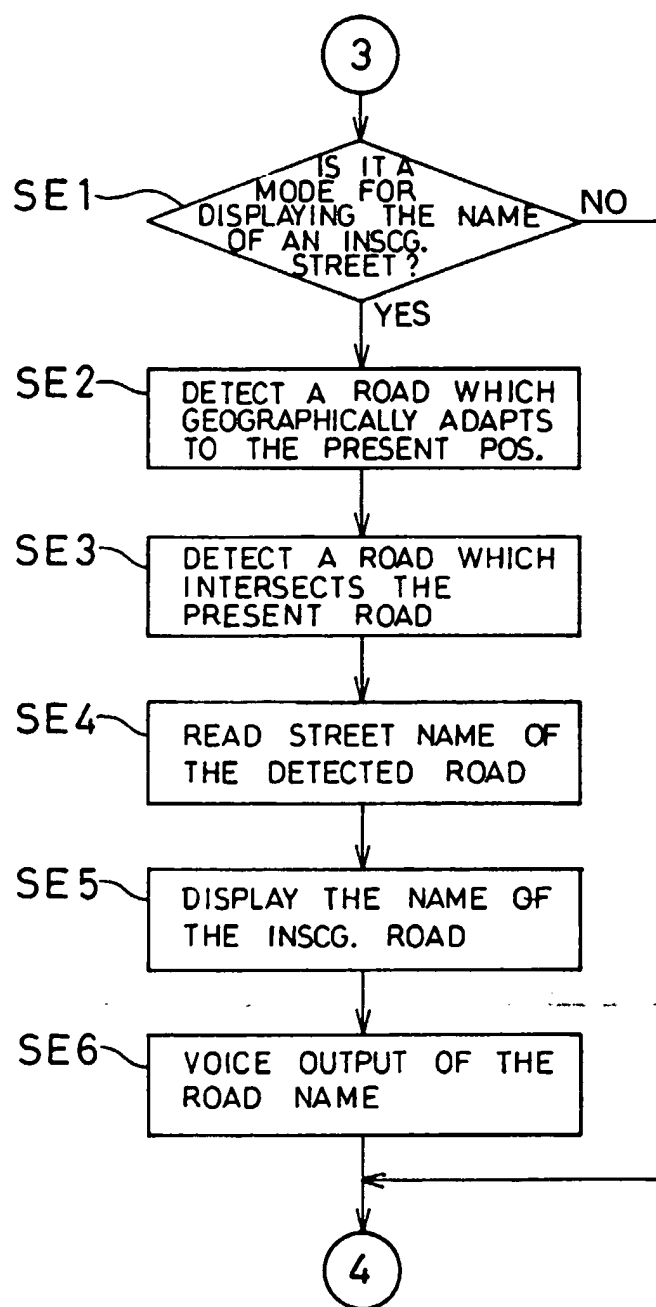 3
SE1
IS IT A
MODE FOR
DISPLAYING THE NAME
OF AN INSCG.
STREET?
NO
YES
SE2
DETECT A ROAD WHICH
GEOGRAPHICALLY ADAPTS
TO THE PRESENT POS.
SE3
DETECT A ROAD WHICH
INTERSECTS THE
PRESENT ROAD
SE4
READ STREET NAME OF
THE DETECTED ROAD
SE5
DISPLAY THE NAME OF
THE INSCG. ROAD
SE6
VOICE OUTPUT OF THE
ROAD NAME
4